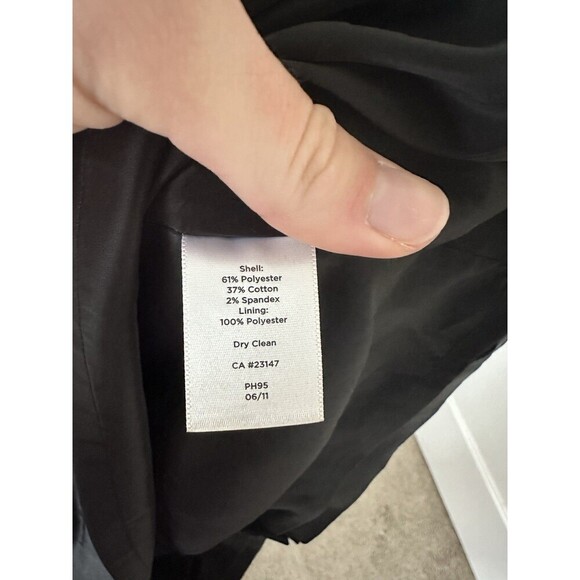 Shell:
61% Polyester
37% Cotton
2% Spandex
Lining:
100% Polyester
Dry Clean
CA #23147
PH95
06/11